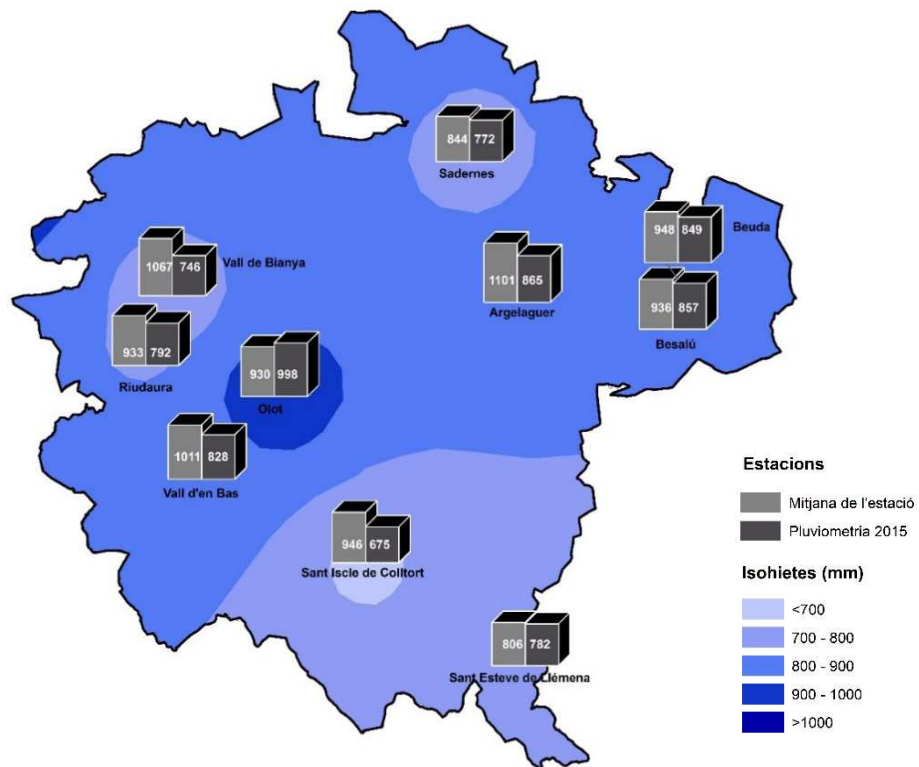 844 772
Sadernes
948 849
Beuda
1067 746
Vall de Bianya
1101 865
Argelaguer
936 857
Besalú
933 792
Riudaura
930 998
Olot
1011 828
Vall d'en Bas
946 675
Sant Iscle de Colltort
806 782
Sant Esteve de Llémena
Estacions
Mitjana de l'estació
Pluviometria 2015
Isohietes (mm)
<700
700 - 800
800 - 900
900 - 1000
>1000